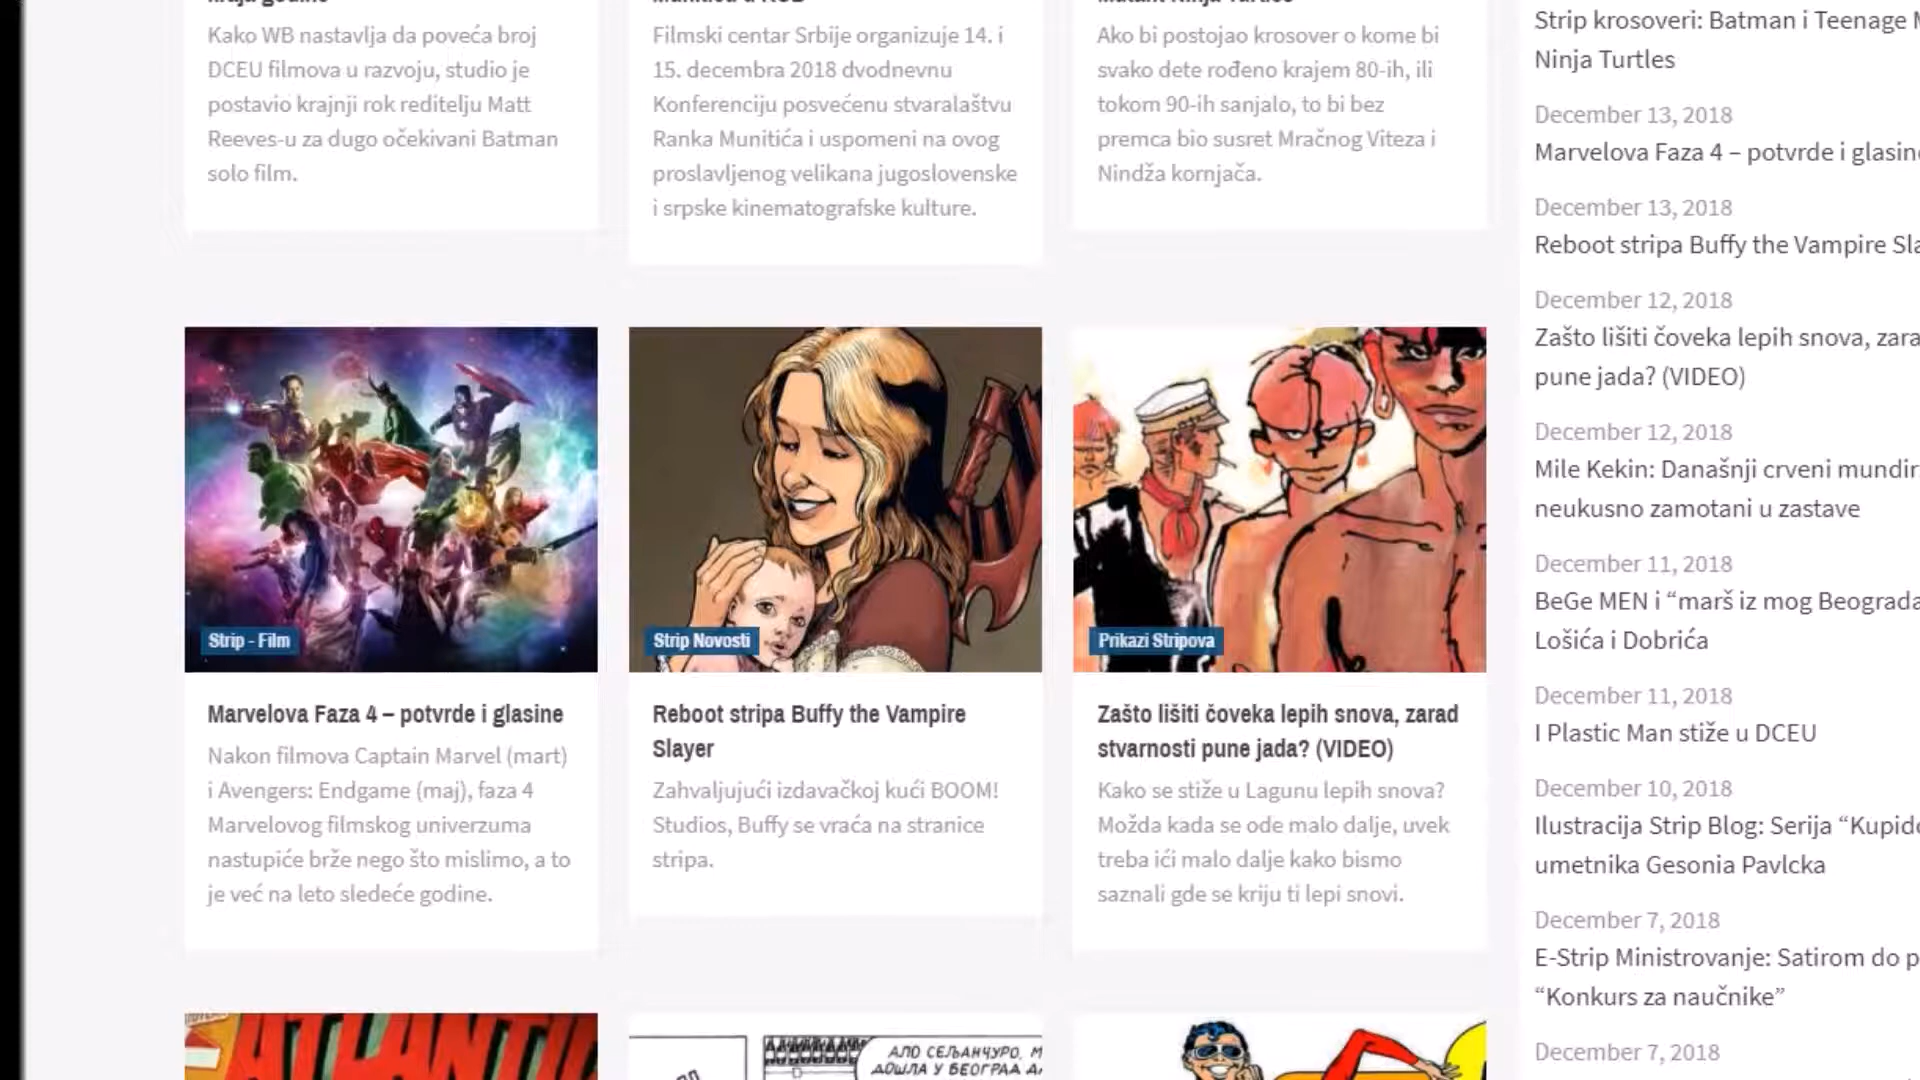 Kako WB nastavlja da poveća broj
DCEU filmova u razvoju, studio je
postavio krajnji rok reditelju Matt
Reeves-u za dugo očekivani Batman
solo film.
Filmski centar Srbije organizuje 14. i
15. decembra 2018 dvodnevnu
Konferenciju posvećenu stvaralaštvu
Ranka Munitića i uspomeni na ovog
proslavljenog velikana jugoslovenske
i srpske kinematografske kulture.
Ako bi postojao krosover o kome bi
svako dete rođeno krajem 80-ih, ili
tokom 90-ih sanjalo, to bi bez
premca bio susret Mračnog Viteza i
Nindža kornjača.
Strip - Film
Marvelova Faza 4 – potvrde i glasine
Nakon filmova Captain Marvel (mart)
i Avengers: Endgame (maj), faza 4
Marvelovog filmskog univerzuma
nastupiće brže nego što mislimo, a to
je već na leto sledeće godine.
Strip Novosti
Reboot stripa Buffy the Vampire
Slayer
Zahvaljujući izdavačkoj kući BOOM!
Studios, Buffy se vraća na stranice
stripa.
Prikazi Stripova
Zašto lišiti čoveka lepih snova, zarad
stvarnosti pune jada? (VIDEO)
Kako se stiže u Lagunu lepih snova?
Možda kada se ode malo dalje, uvek
treba ići malo dalje kako bismo
saznali gde se kriju ti lepi snovi.
АЛО СЕЉАНЧУРО,
ДОШЛА У БЕОГРАД
Strip krosoveri: Batman i Teenage
Ninja Turtles
December 13, 2018
Marvelova Faza 4 – potvrde i glasin
December 13, 2018
Reboot stripa Buffy the Vampire Sla
December 12, 2018
Zašto lišiti čoveka lepih snova, zara
pune jada? (VIDEO)
December 12, 2018
Mile Kekin: Današnji crveni mundir
neukusno zamotani u zastave
December 11, 2018
BeGe MEN i “marš iz mog Beograda
Lošića i Dobrića
December 11, 2018
I Plastic Man stiže u DCEU
December 10, 2018
Ilustracija Strip Blog: Serija “Kupid
umetnika Gesonia Pavlcka
December 7, 2018
E-Strip Ministrovanje: Satirom do p
“Konkurs za naučnike”
December 7, 2018